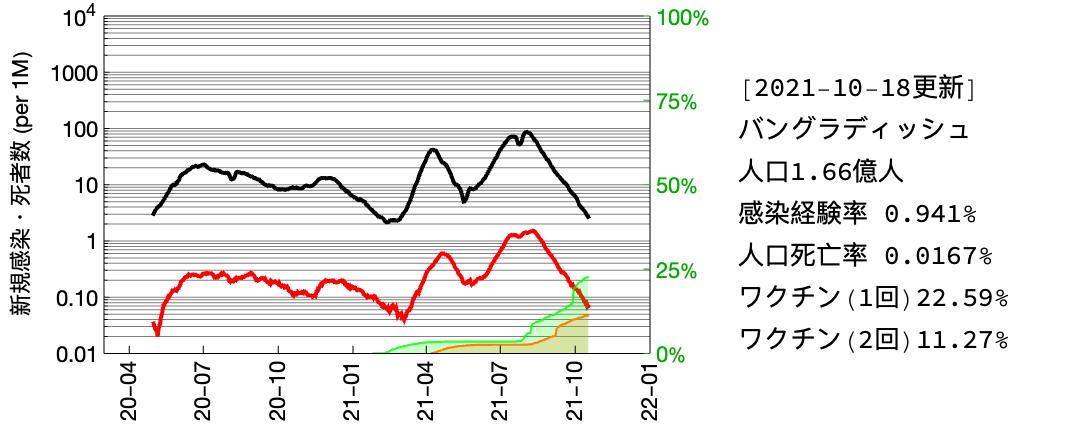 新規感染・死者数 (per 1M)
10^4
1000
100
10
1
0.1
0.10
0.01
100%
75%
50%
25%
0%
20-04
20-07
20-10
21-01
21-04
21-07
21-10
22-01
[2021-10-18更新]
バングラディッシュ
人口1.66億人
感染経験率 0.941%
人口死亡率 0.0167%
ワクチン(1回)22.59%
ワクチン(2回)11.27%